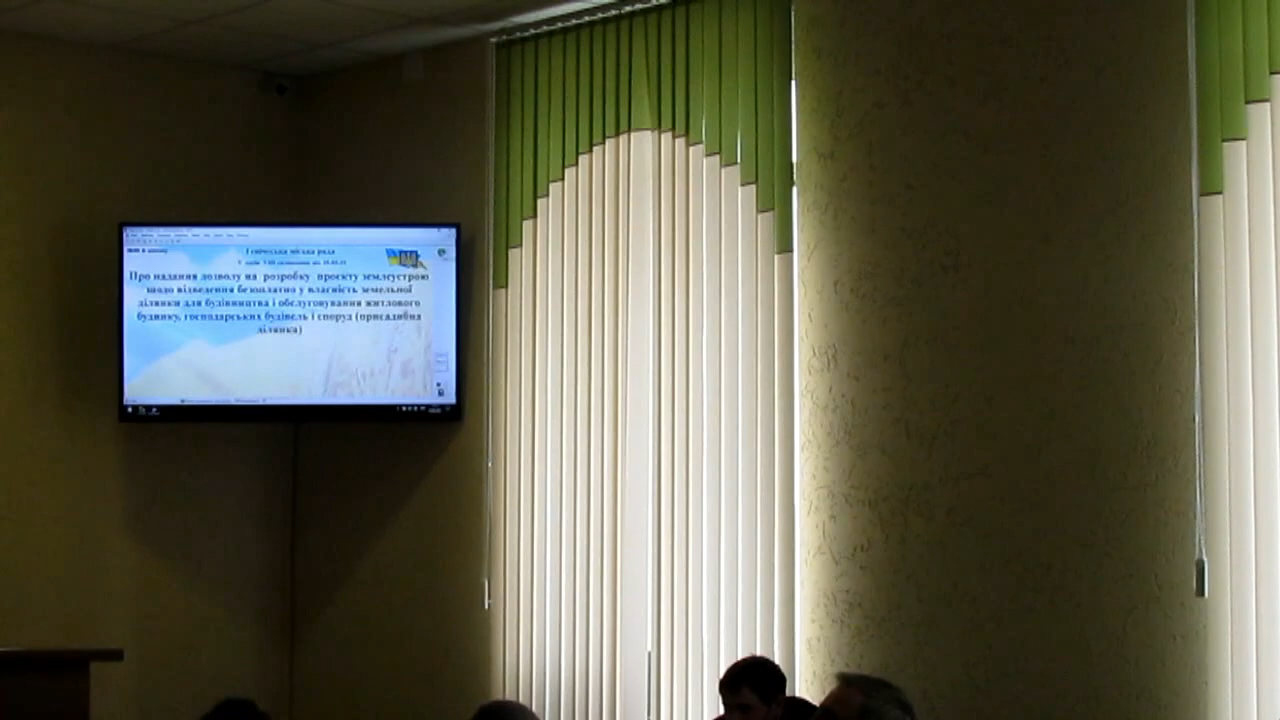 Генічеська міська рада
Про надання дозволу на розробку проєкту землеустрою
щодо відведення безоплатно у власність земельної
ділянки для будівництва і обслуговування житлового
будинку, господарських будівель і споруд (присадибна
ділянка)